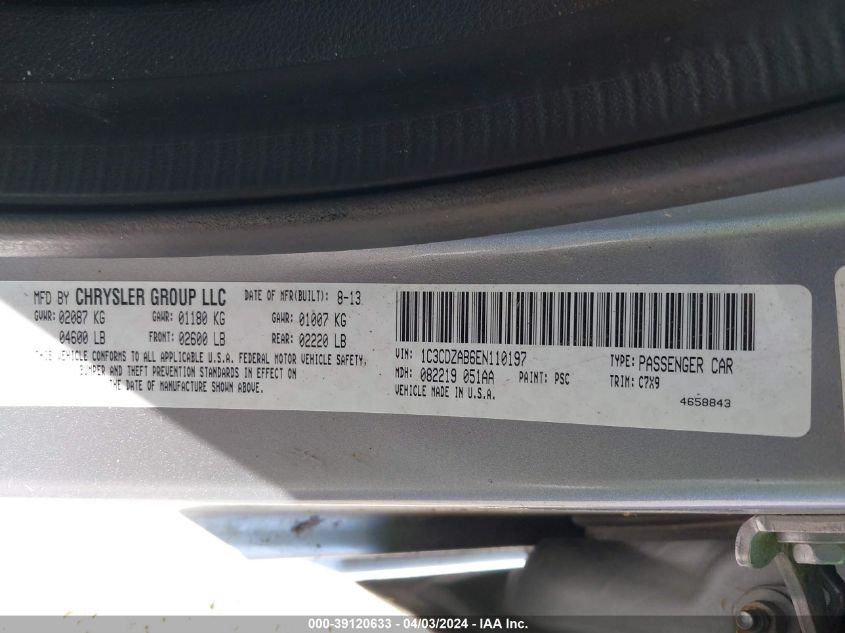 MFD BY CHRYSLER GROUP LLC DATE OF MFR(BUILT): 8-13
GVWR: 02087 KG GAWR: 01180 KG GAWR: 01007 KG
04600 LB FRONT: 02600 LB REAR: 02220 LB
THIS VEHICLE CONFORMS TO ALL APPLICABLE U.S.A. FEDERAL MOTOR VEHICLE SAFETY,
BUMPER AND THEFT PREVENTION STANDARDS IN EFFECT ON
THE DATE OF MANUFACTURE SHOWN ABOVE.
VIN: 1C3CDZAB6EN110197 TYPE: PASSENGER CAR
MDH: 082219 051AA PAINT: PSC TRIM: C7X9
VEHICLE MADE IN U.S.A.
4658843
000-39120633 - 04/03/2024 - IAA Inc.